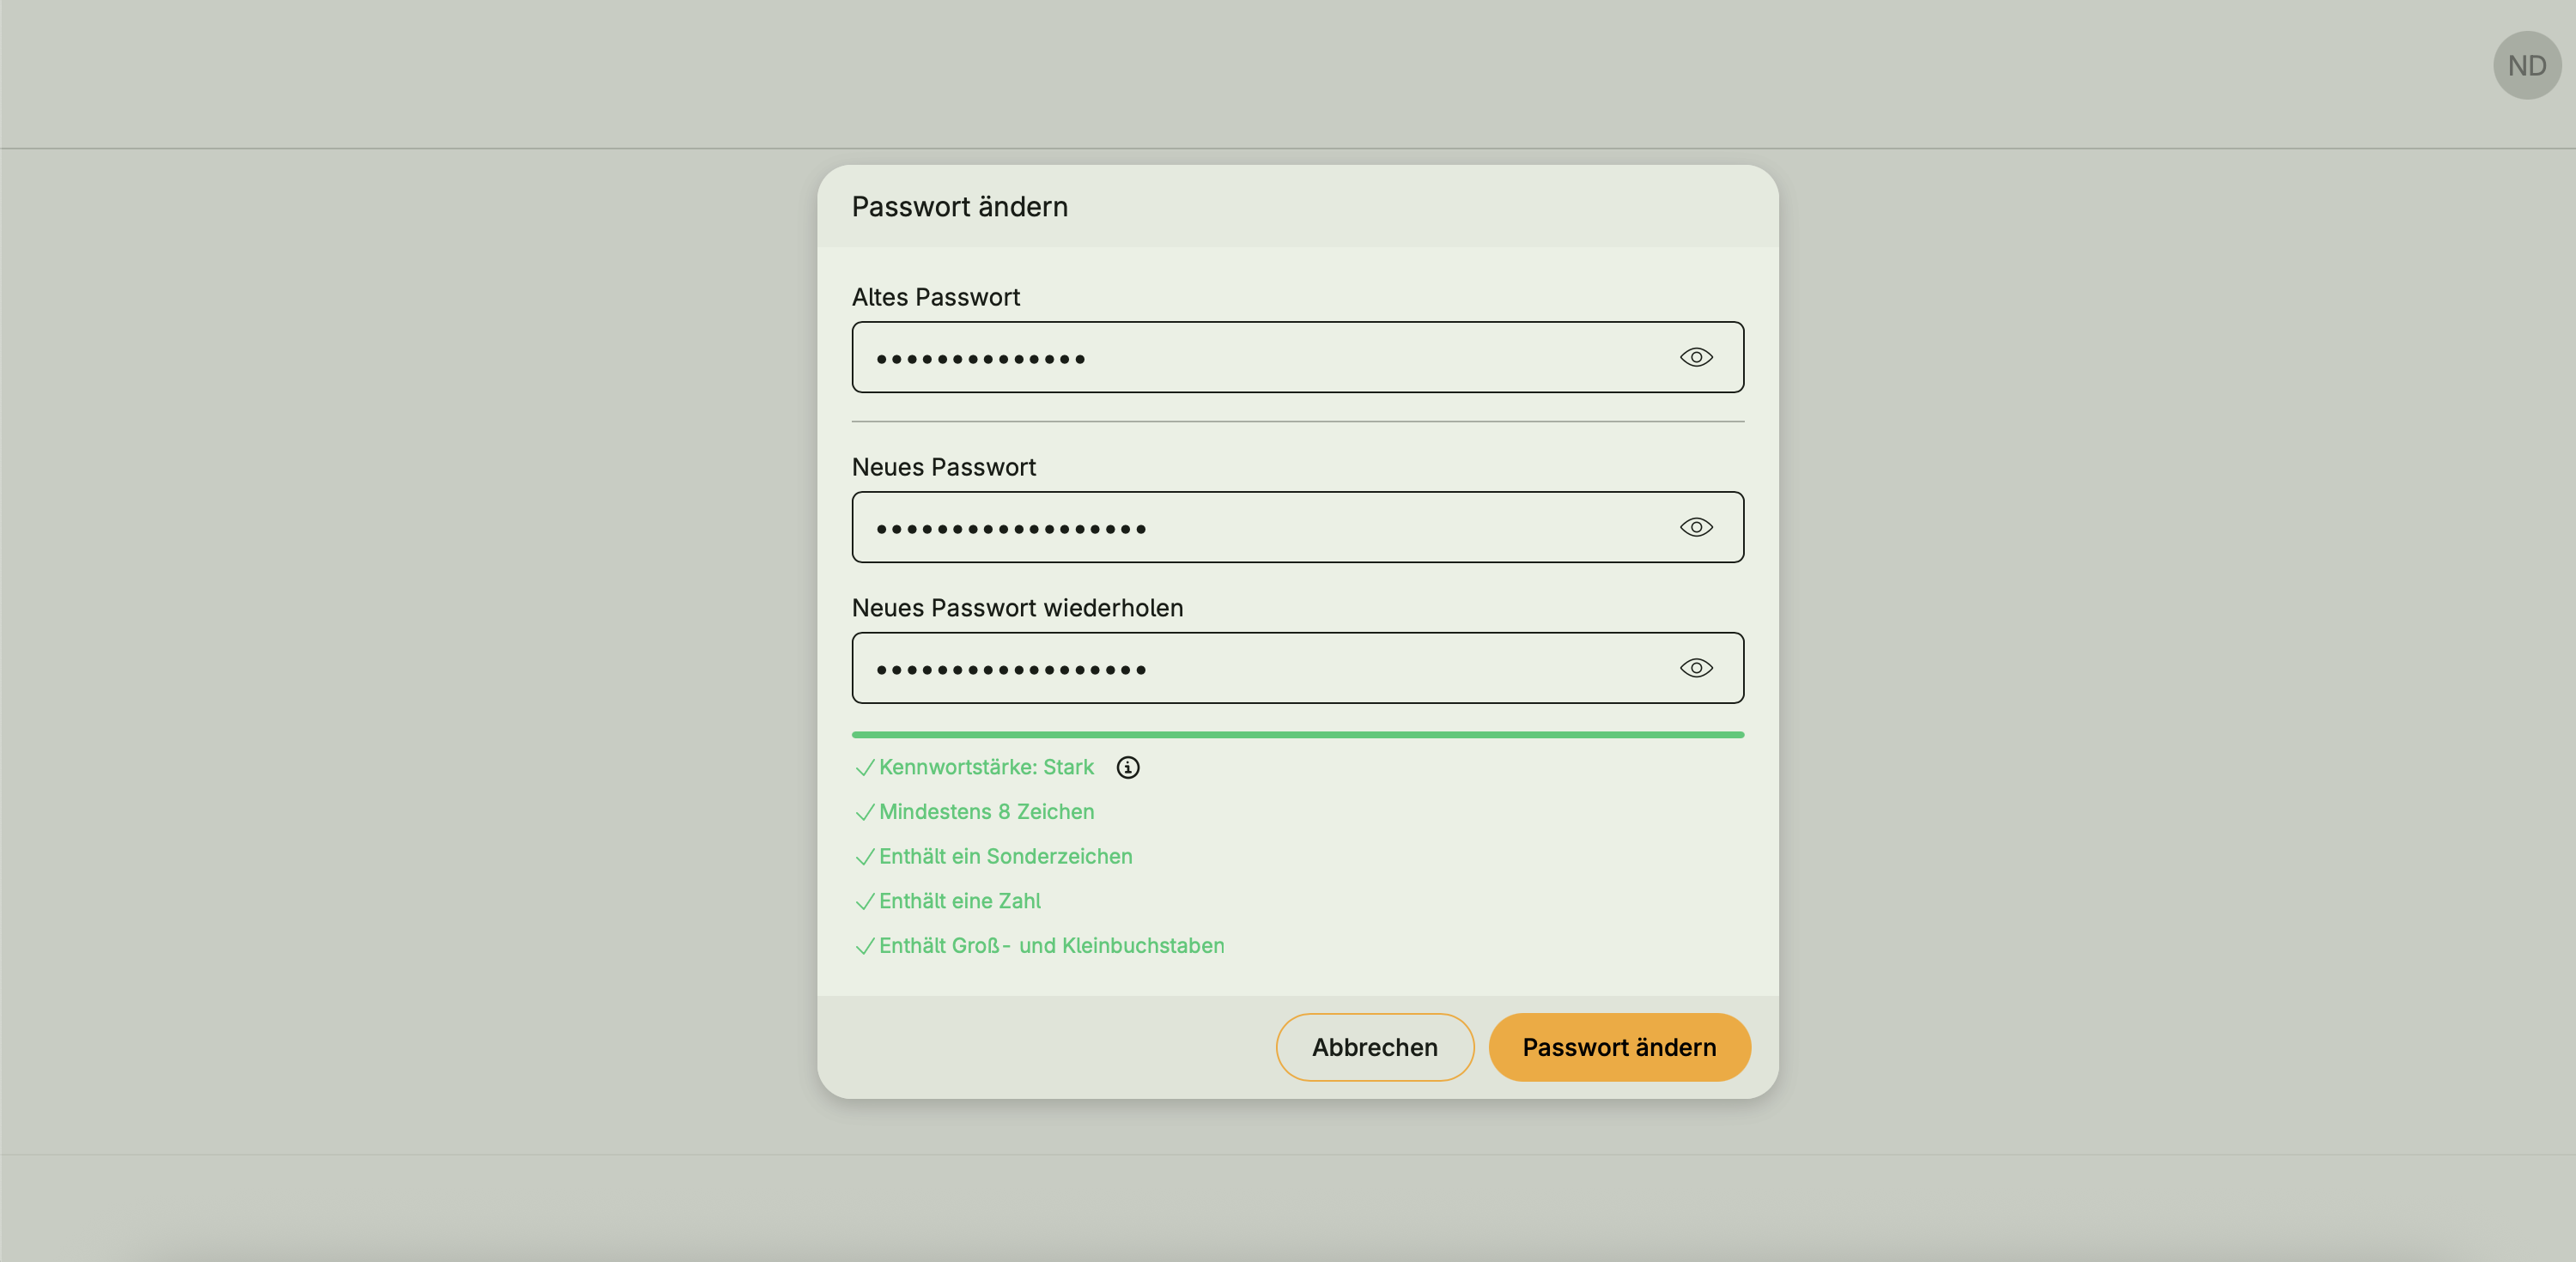 ND
Passwort ändern
Altes Passwort
••••••••••••••
Neues Passwort
••••••••••••••••••
Neues Passwort wiederholen
••••••••••••••••••
Kennwortstärke: Stark
Mindestens 8 Zeichen
Enthält ein Sonderzeichen
Enthält eine Zahl
Enthält Groß- und Kleinbuchstaben
Abbrechen Passwort ändern